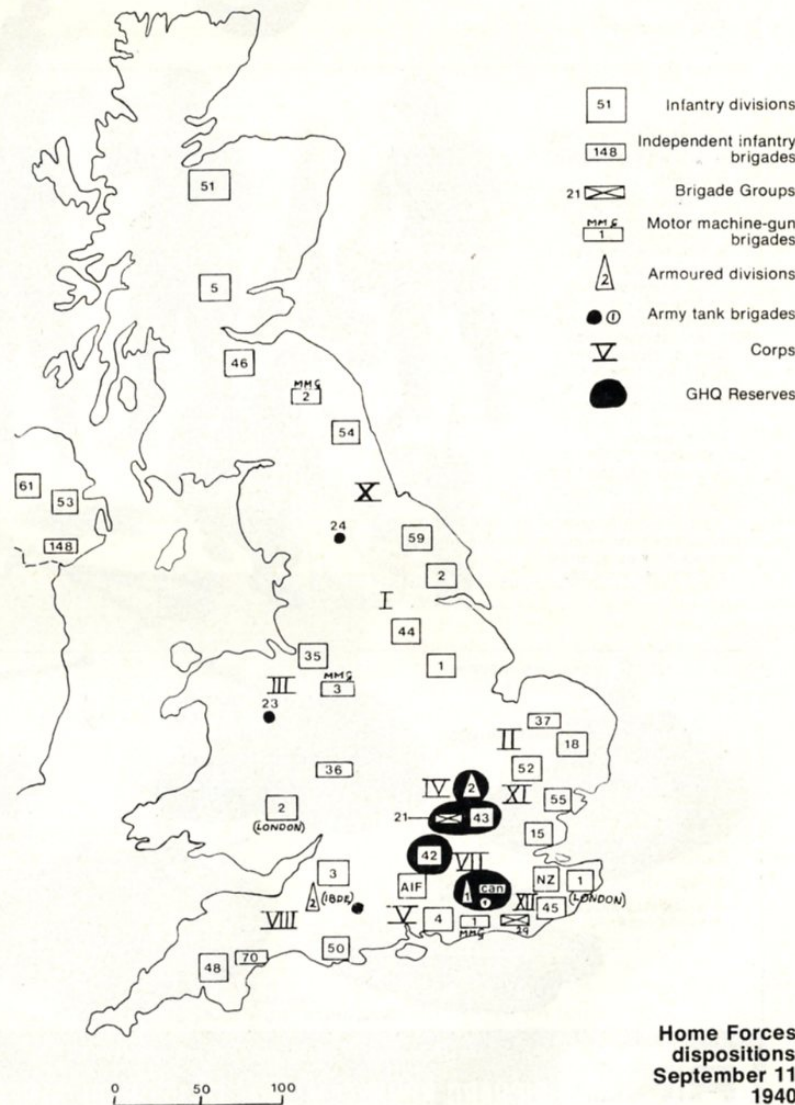 51 Infantry divisions
148 Independent infantry
brigades
21 Brigade Groups
MMG
1 Motor machine-gun
brigades
2 Armoured divisions
1 Army tank brigades
V Corps
GHQ Reserves
51
5
46
MMG
2
54
61
53
148
X
24
59
2
I
44
35
1
III
MMG
3
23
37
II
18
36
52
IV
2
XI
55
2
(LONDON)
21
43
15
42
VII
3
AIF
1
can
1
NZ
1
(LONDON)
2
(1BDE)
XII
45
VIII
V
4
1
MMG
29
50
48
70
Home Forces
dispositions
September 11
1940
0 50 100